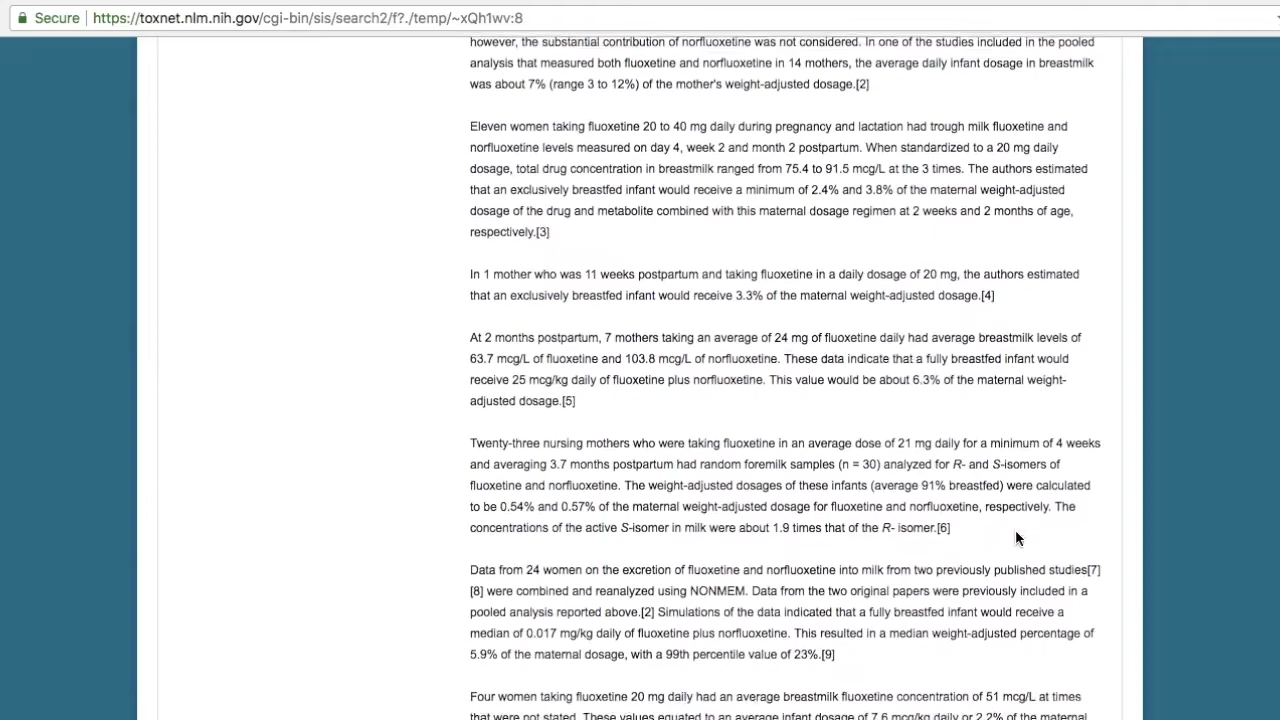 Secure https://toxnet.nlm.nih.gov/cgi-bin/sis/search2/f?./temp/~xQh1wv:8
however, the substantial contribution of norfluoxetine was not considered. In one of the studies included in the pooled
analysis that measured both fluoxetine and norfluoxetine in 14 mothers, the average daily infant dosage in breastmilk
was about 7% (range 3 to 12%) of the mother's weight-adjusted dosage.[2]
Eleven women taking fluoxetine 20 to 40 mg daily during pregnancy and lactation had trough milk fluoxetine and
norfluoxetine levels measured on day 4, week 2 and month 2 postpartum. When standardized to a 20 mg daily
dosage, total drug concentration in breastmilk ranged from 75.4 to 91.5 mcg/L at the 3 times. The authors estimated
that an exclusively breastfed infant would receive a minimum of 2.4% and 3.8% of the maternal weight-adjusted
dosage of the drug and metabolite combined with this maternal dosage regimen at 2 weeks and 2 months of age,
respectively.[3]
In 1 mother who was 11 weeks postpartum and taking fluoxetine in a daily dosage of 20 mg, the authors estimated
that an exclusively breastfed infant would receive 3.3% of the maternal weight-adjusted dosage.[4]
At 2 months postpartum, 7 mothers taking an average of 24 mg of fluoxetine daily had average breastmilk levels of
63.7 mcg/L of fluoxetine and 103.8 mcg/L of norfluoxetine. These data indicate that a fully breastfed infant would
receive 25 mcg/kg daily of fluoxetine plus norfluoxetine. This value would be about 6.3% of the maternal weight-
adjusted dosage.[5]
Twenty-three nursing mothers who were taking fluoxetine in an average dose of 21 mg daily for a minimum of 4 weeks
and averaging 3.7 months postpartum had random foremilk samples (n = 30) analyzed for R- and S-isomers of
fluoxetine and norfluoxetine. The weight-adjusted dosages of these infants (average 91% breastfed) were calculated
to be 0.54% and 0.57% of the maternal weight-adjusted dosage for fluoxetine and norfluoxetine, respectively. The
concentrations of the active S-isomer in milk were about 1.9 times that of the R- isomer.[6]
Data from 24 women on the excretion of fluoxetine and norfluoxetine into milk from two previously published studies[7]
[8] were combined and reanalyzed using NONMEM. Data from the two original papers were previously included in a
pooled analysis reported above.[2] Simulations of the data indicated that a fully breastfed infant would receive a
median of 0.017 mg/kg daily of fluoxetine plus norfluoxetine. This resulted in a median weight-adjusted percentage of
5.9% of the maternal dosage, with a 99th percentile value of 23%.[9]
Four women taking fluoxetine 20 mg daily had an average breastmilk fluoxetine concentration of 51 mcg/L at times
that were not stated. These values equated to an average infant dosage of 7.6 mcg/kg daily or 2.2% of the maternal